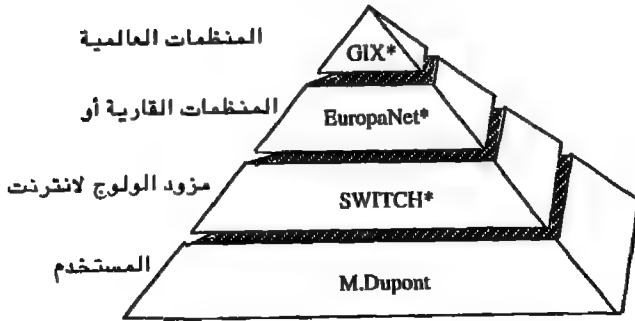 المنظمات العالمية
GIX*
المنظمات القارية أو
EuropaNet*
مزود الولوج لانترنت
SWITCH*
المستخدم
M.Dupont